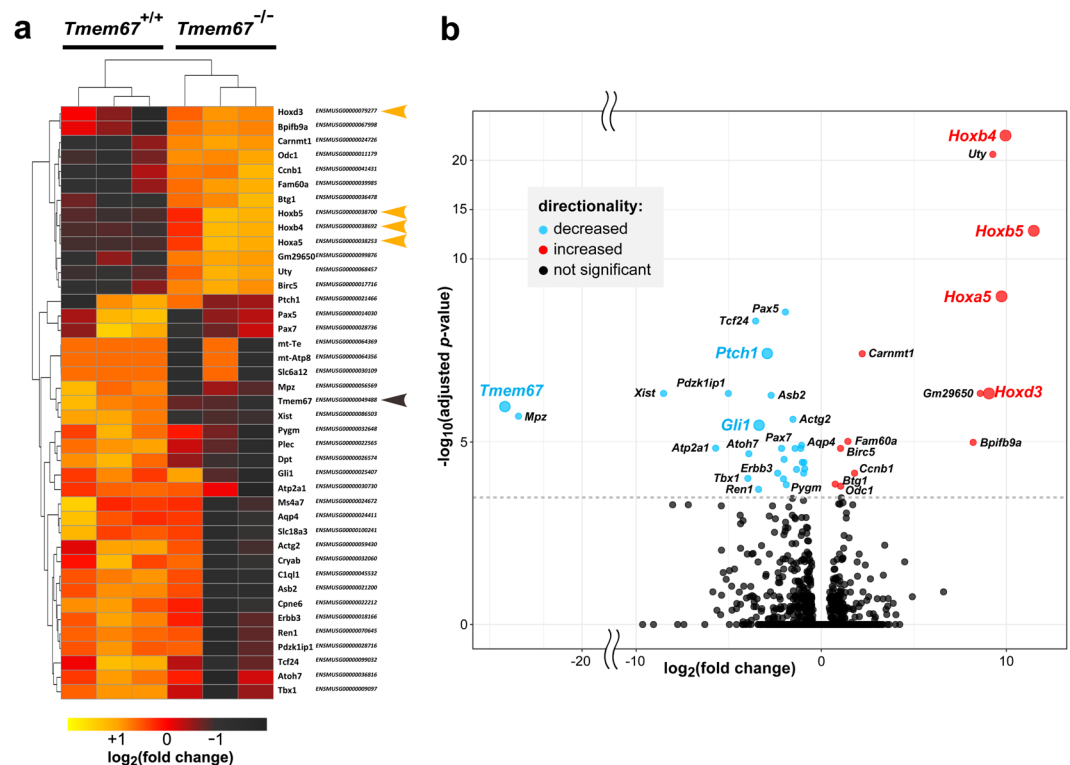 a
Tmem67+/+ Tmem67-/-
Hoxd3 ENSMUSG00000079277
Bpifb9a ENSMUSG00000067998
Carnmt1 ENSMUSG00000024726
Odc1 ENSMUSG00000011179
Ccnb1 ENSMUSG00000041431
Fam60a ENSMUSG00000039985
Btg1 ENSMUSG00000036478
Hoxb5 ENSMUSG00000038700
Hoxb4 ENSMUSG00000038692
Hoxa5 ENSMUSG00000038253
Gm29650 ENSMUSG00000099876
Uty ENSMUSG00000068457
Birc5 ENSMUSG00000017716
Ptch1 ENSMUSG00000021466
Pax5 ENSMUSG00000014030
Pax7 ENSMUSG00000028736
mt-Te ENSMUSG00000064369
mt-Atp8 ENSMUSG00000064356
Slc6a12 ENSMUSG00000030109
Mpz ENSMUSG00000056569
Tmem67 ENSMUSG00000049488
Xist ENSMUSG00000086503
Pygm ENSMUSG00000032648
Plec ENSMUSG00000022565
Dpt ENSMUSG00000026574
Gli1 ENSMUSG00000025407
Atp2a1 ENSMUSG00000030730
Ms4a7 ENSMUSG00000024672
Aqp4 ENSMUSG00000024411
Slc18a3 ENSMUSG00000100241
Actg2 ENSMUSG00000059430
Cryab ENSMUSG00000032060
C1ql1 ENSMUSG00000045532
Asb2 ENSMUSG00000021200
Cpne6 ENSMUSG00000022212
Erbb3 ENSMUSG00000018166
Ren1 ENSMUSG00000070645
Pdzk1ip1 ENSMUSG00000028716
Tcf24 ENSMUSG00000099032
Atoh7 ENSMUSG00000036816
Tbx1 ENSMUSG00000009097
+1 0 −1
log2(fold change)
b
-log10(adjusted p-value)
20
15
10
5
0
directionality:
decreased
increased
not significant
Hoxb4
Uty
Hoxb5
Hoxa5
Pax5
Tcf24
Ptch1
Carnmt1
Tmem67
Xist
Pdzk1ip1
Asb2
Gm29650
Hoxd3
Mpz
Gli1
Actg2
Atp2a1
Atoh7
Pax7
Aqp4
Fam60a
Birc5
Bpifb9a
Erbb3
Ccnb1
Tbx1
Btg1
Ren1
Pygm
Odc1
-20 -10 0 10
log2(fold change)